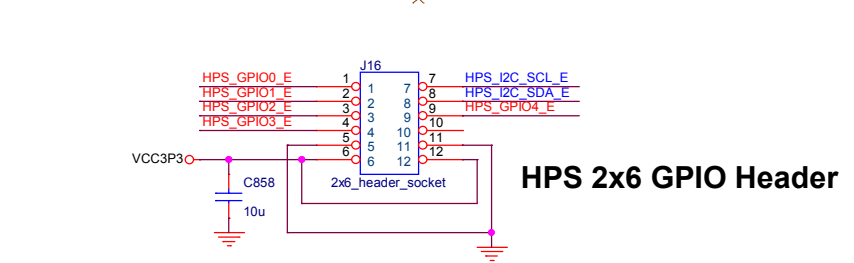 J16
HPS_GPIO0_E 1 1 7 7 HPS_I2C_SCL_E
HPS_GPIO1_E 2 2 8 8 HPS_I2C_SDA_E
HPS_GPIO2_E 3 3 9 9 HPS_GPIO4_E
HPS_GPIO3_E 4 4 10 10
5 5 11 11
VCC3P3 6 6 12 12
C858
2x6_header_socket
HPS 2x6 GPIO Header
10u